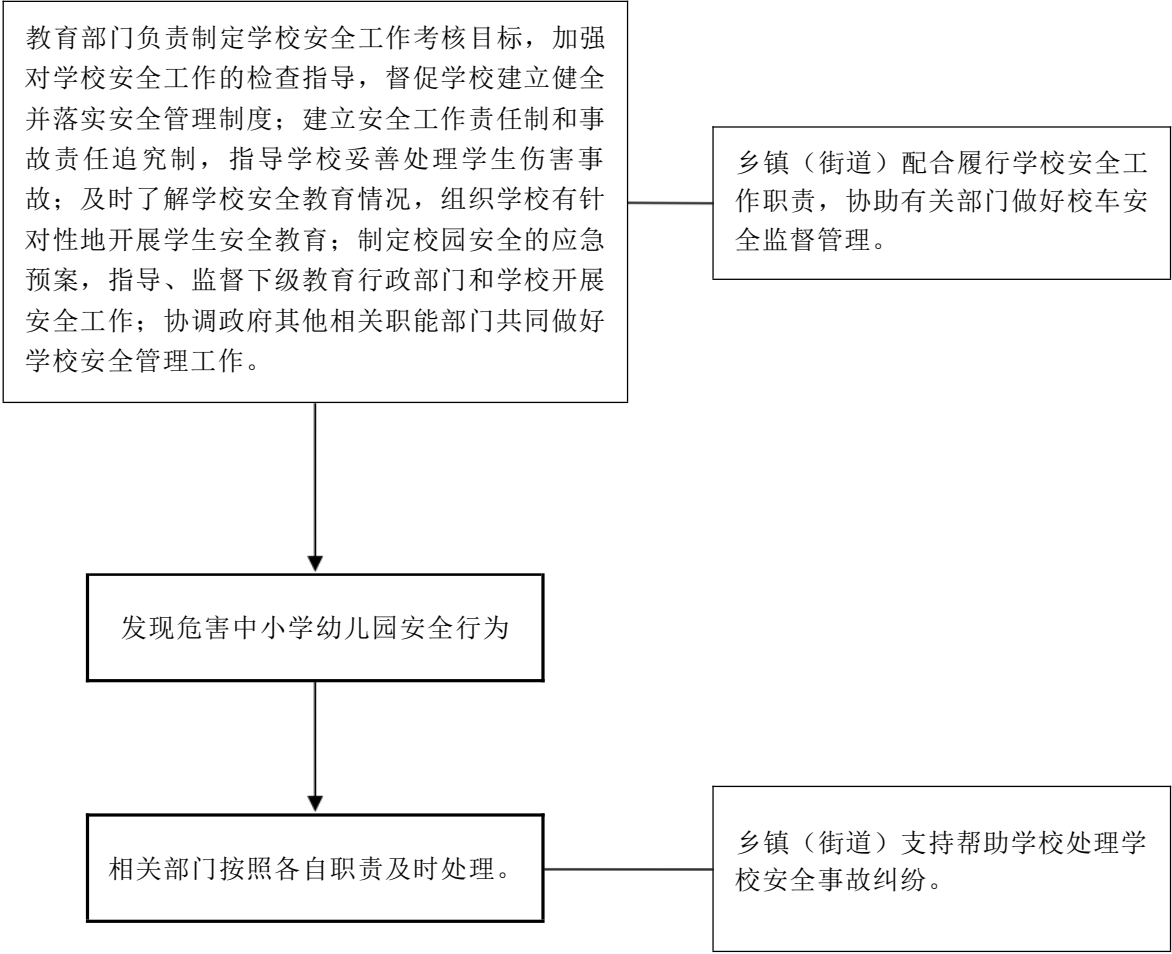 教育部门负责制定学校安全工作考核目标，加强
对学校安全工作的检查指导，督促学校建立健全
并落实安全管理制度；建立安全工作责任制和事
故责任追究制，指导学校妥善处理学生伤害事
故；及时了解学校安全教育情况，组织学校有针
对性地开展学生安全教育；制定校园安全的应急
预案，指导、监督下级教育行政部门和学校开展
安全工作；协调政府其他相关职能部门共同做好
学校安全管理工作。
乡镇（街道）配合履行学校安全工
作职责，协助有关部门做好校车安
全监督管理。
发现危害中小学幼儿园安全行为
相关部门按照各自职责及时处理。
乡镇（街道）支持帮助学校处理学
校安全事故纠纷。